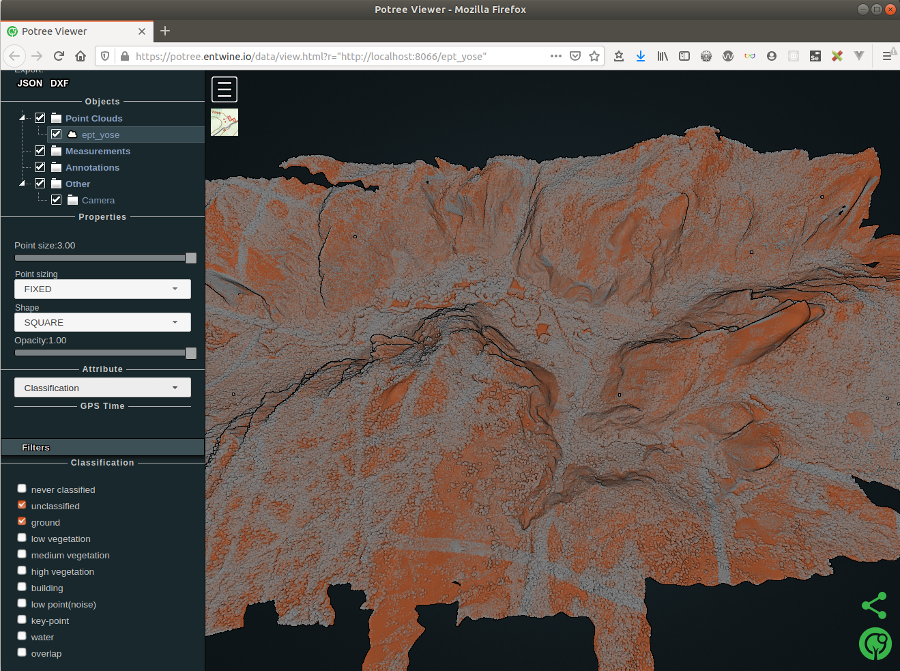 Potree Viewer - Mozilla Firefox
Potree Viewer
https://potree.entwine.io/data/view.html?r="http://localhost:8066/ept_yose"
Export
JSON DXF
Objects
Point Clouds
ept_yose
Measurements
Annotations
Other
Camera
Properties
Point size:3.00
Point sizing
FIXED
Shape
SQUARE
Opacity:1.00
Attribute
Classification
GPS Time
Filters
Classification
never classified
unclassified
ground
low vegetation
medium vegetation
high vegetation
building
low point(noise)
key-point
water
overlap